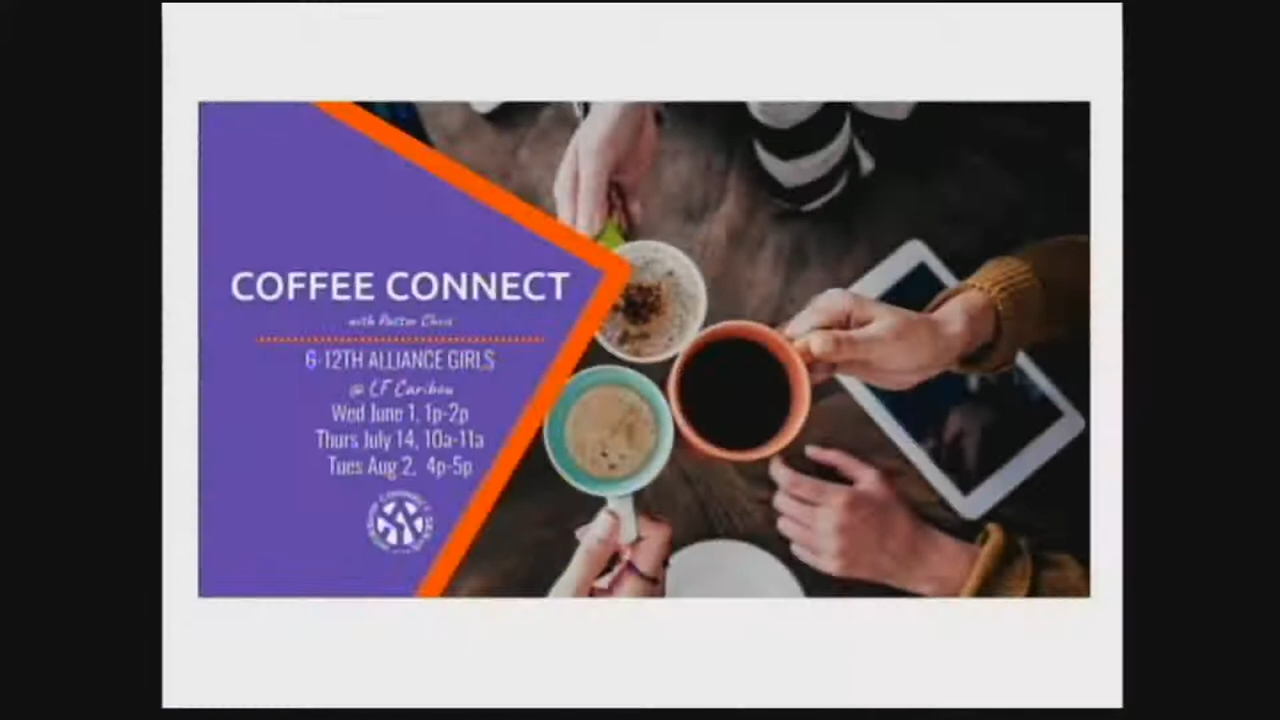 COFFEE CONNECT
with Pastor Chris
6-12TH ALLIANCE GIRLS
@ LF Caribou
Wed June 1, 1p-2p
Thurs July 14, 10a-11a
Tues Aug 2, 4p-5p